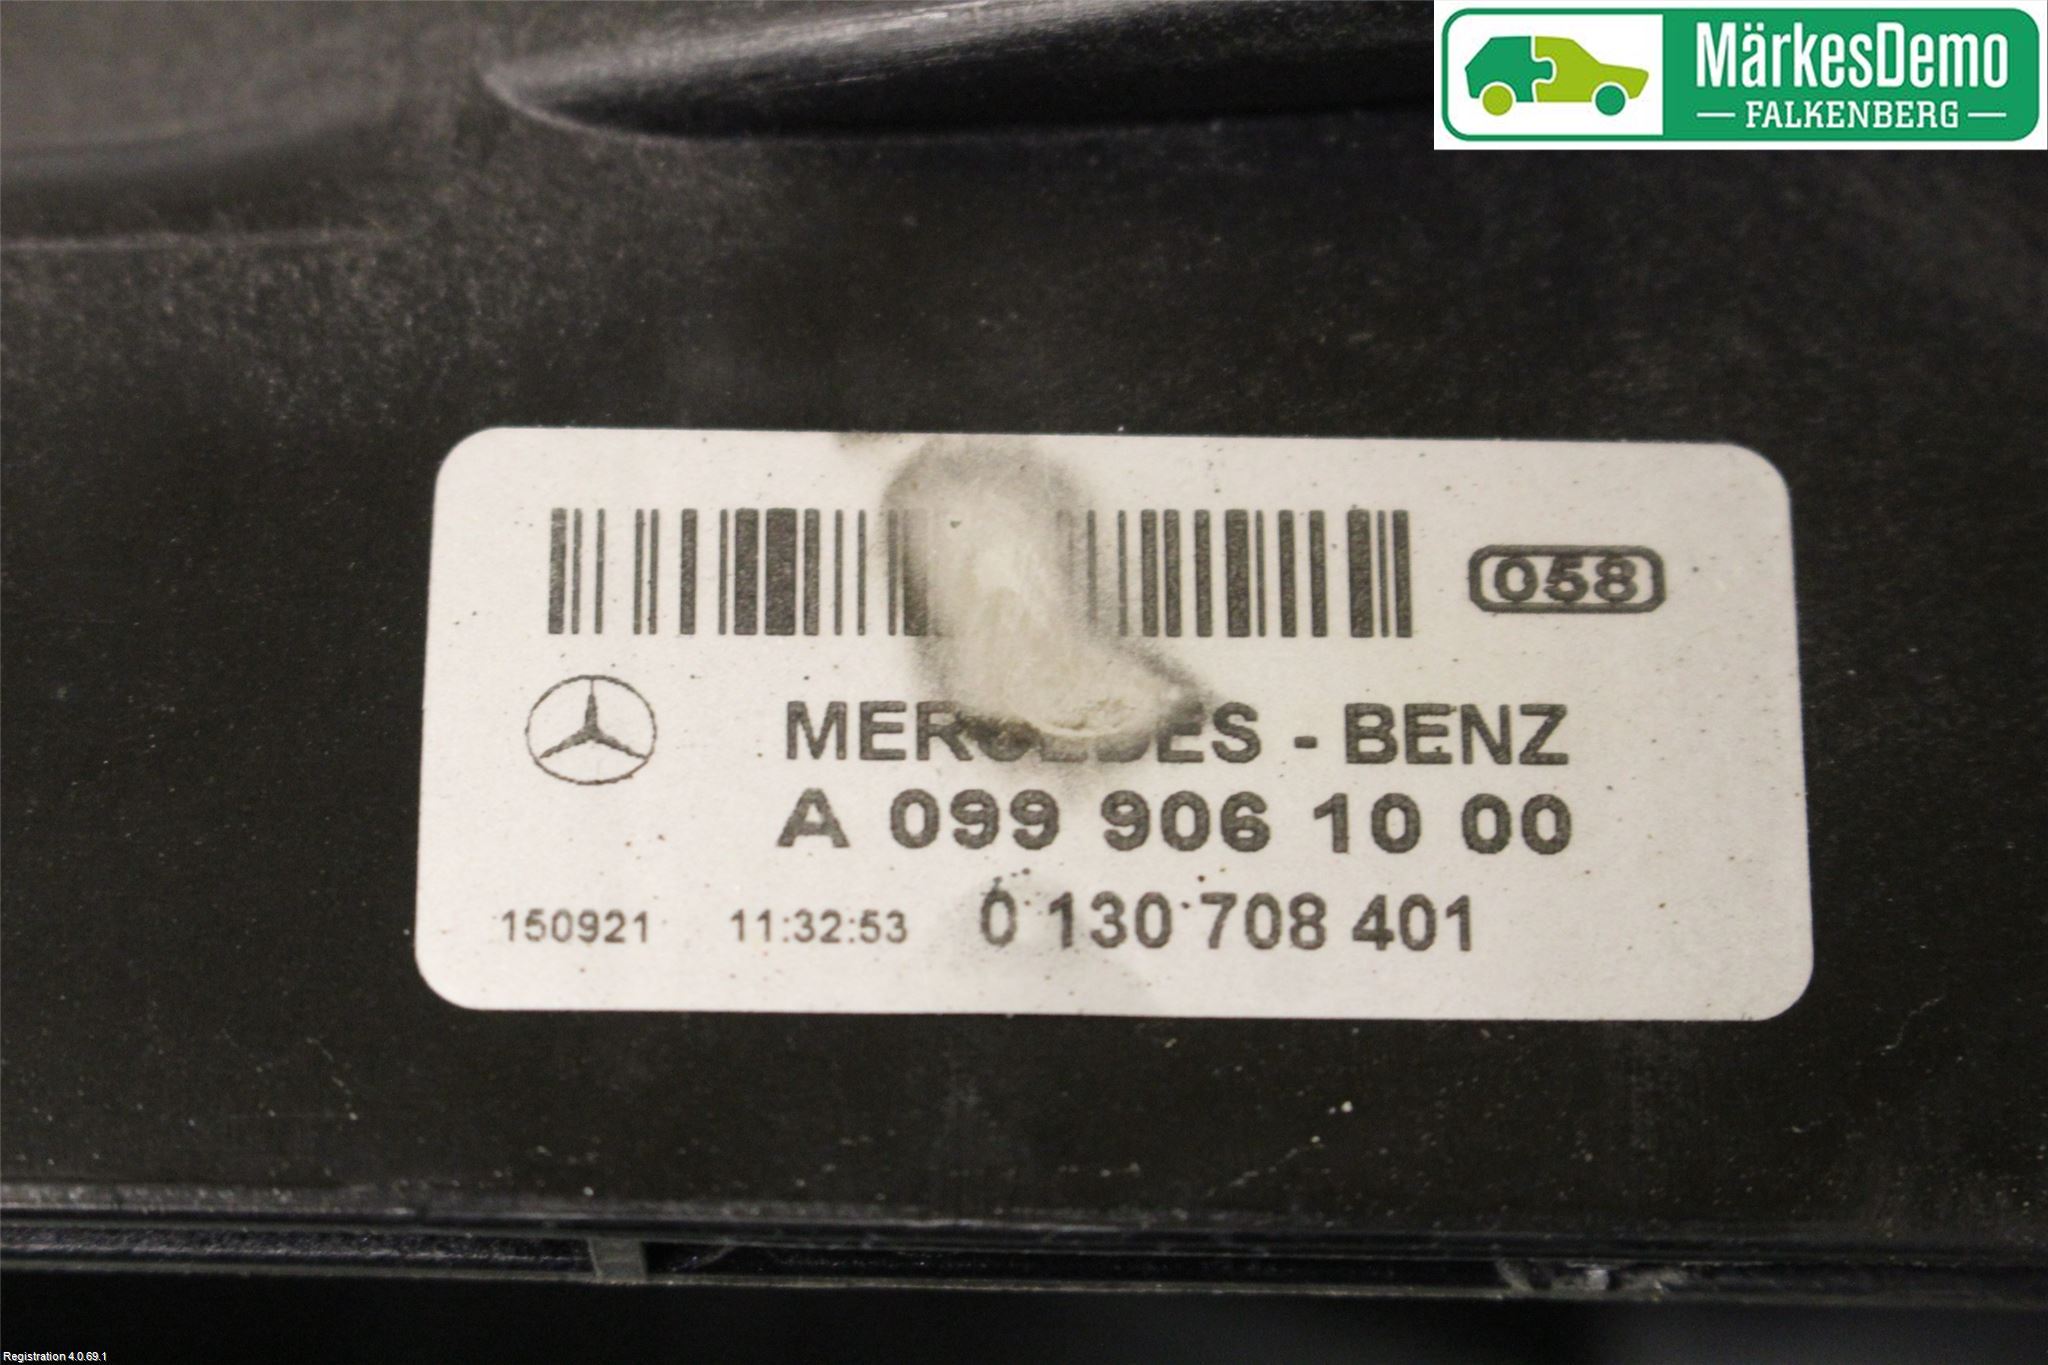 MärkesDemo
FALKENBERG
058
MERCEDES - BENZ
A 099 906 10 00
150921 11:32:53 0 130 708 401
Registration 4.0.69.1